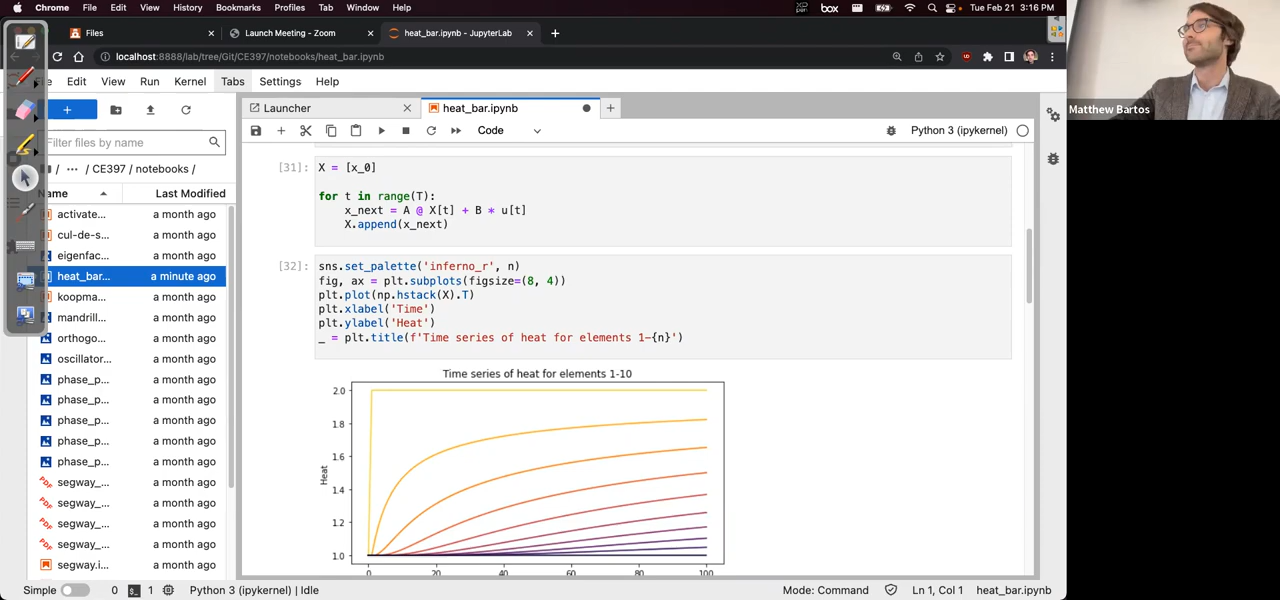 Chrome File Edit View History Bookmarks Profiles Tab Window Help box Tue Feb 21 3:16 PM
Files × Launch Meeting - Zoom × heat_bar.ipynb - JupyterLab × +
localhost:8888/lab/tree/Git/CE397/notebooks/heat_bar.ipynb
Edit View Run Kernel Tabs Settings Help
Matthew Bartos
+ Launcher × heat_bar.ipynb +
Filter files by name
Code Python 3 (ipykernel)
/ ··· / CE397 / notebooks /
Name Last Modified
activate... a month ago
cul-de-s... a month ago
eigenfac... a month ago
heat_bar... a minute ago
koopma... a month ago
mandrill... a month ago
orthogo... a month ago
oscillator... a month ago
phase_p... a month ago
phase_p... a month ago
phase_p... a month ago
phase_p... a month ago
phase_p... a month ago
segway_... a month ago
segway_... a month ago
segway_... a month ago
segway_... a month ago
segway.i... a month ago
[31]: X = [x_0]
for t in range(T):
x_next = A @ X[t] + B * u[t]
X.append(x_next)
[32]: sns.set_palette('inferno_r', n)
fig, ax = plt.subplots(figsize=(8, 4))
plt.plot(np.hstack(X).T)
plt.xlabel('Time')
plt.ylabel('Heat')
_ = plt.title(f'Time series of heat for elements 1-{n}')
Time series of heat for elements 1-10
2.0
1.8
1.6
Heat
1.4
1.2
1.0
0 20 40 60 80 100
Simple 0 1 Python 3 (ipykernel) | Idle Mode: Command Ln 1, Col 1 heat_bar.ipynb